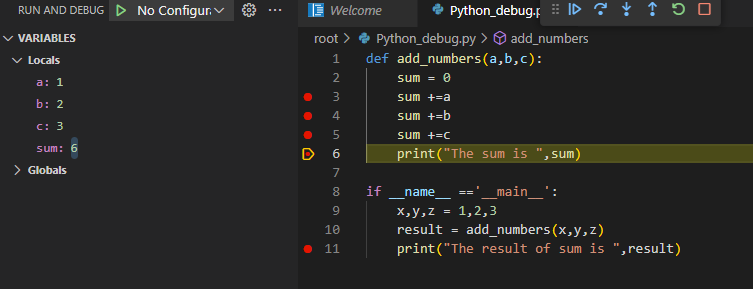 RUN AND DEBUG No Configur
VARIABLES
Locals
a: 1
b: 2
c: 3
sum: 6
Globals
Welcome Python_debug.p
root > Python_debug.py > add_numbers
1 def add_numbers(a,b,c):
2 sum = 0
3 sum +=a
4 sum +=b
5 sum +=c
6 print("The sum is ",sum)
7
8 if __name__ =='__main__':
9 x,y,z = 1,2,3
10 result = add_numbers(x,y,z)
11 print("The result of sum is ",result)